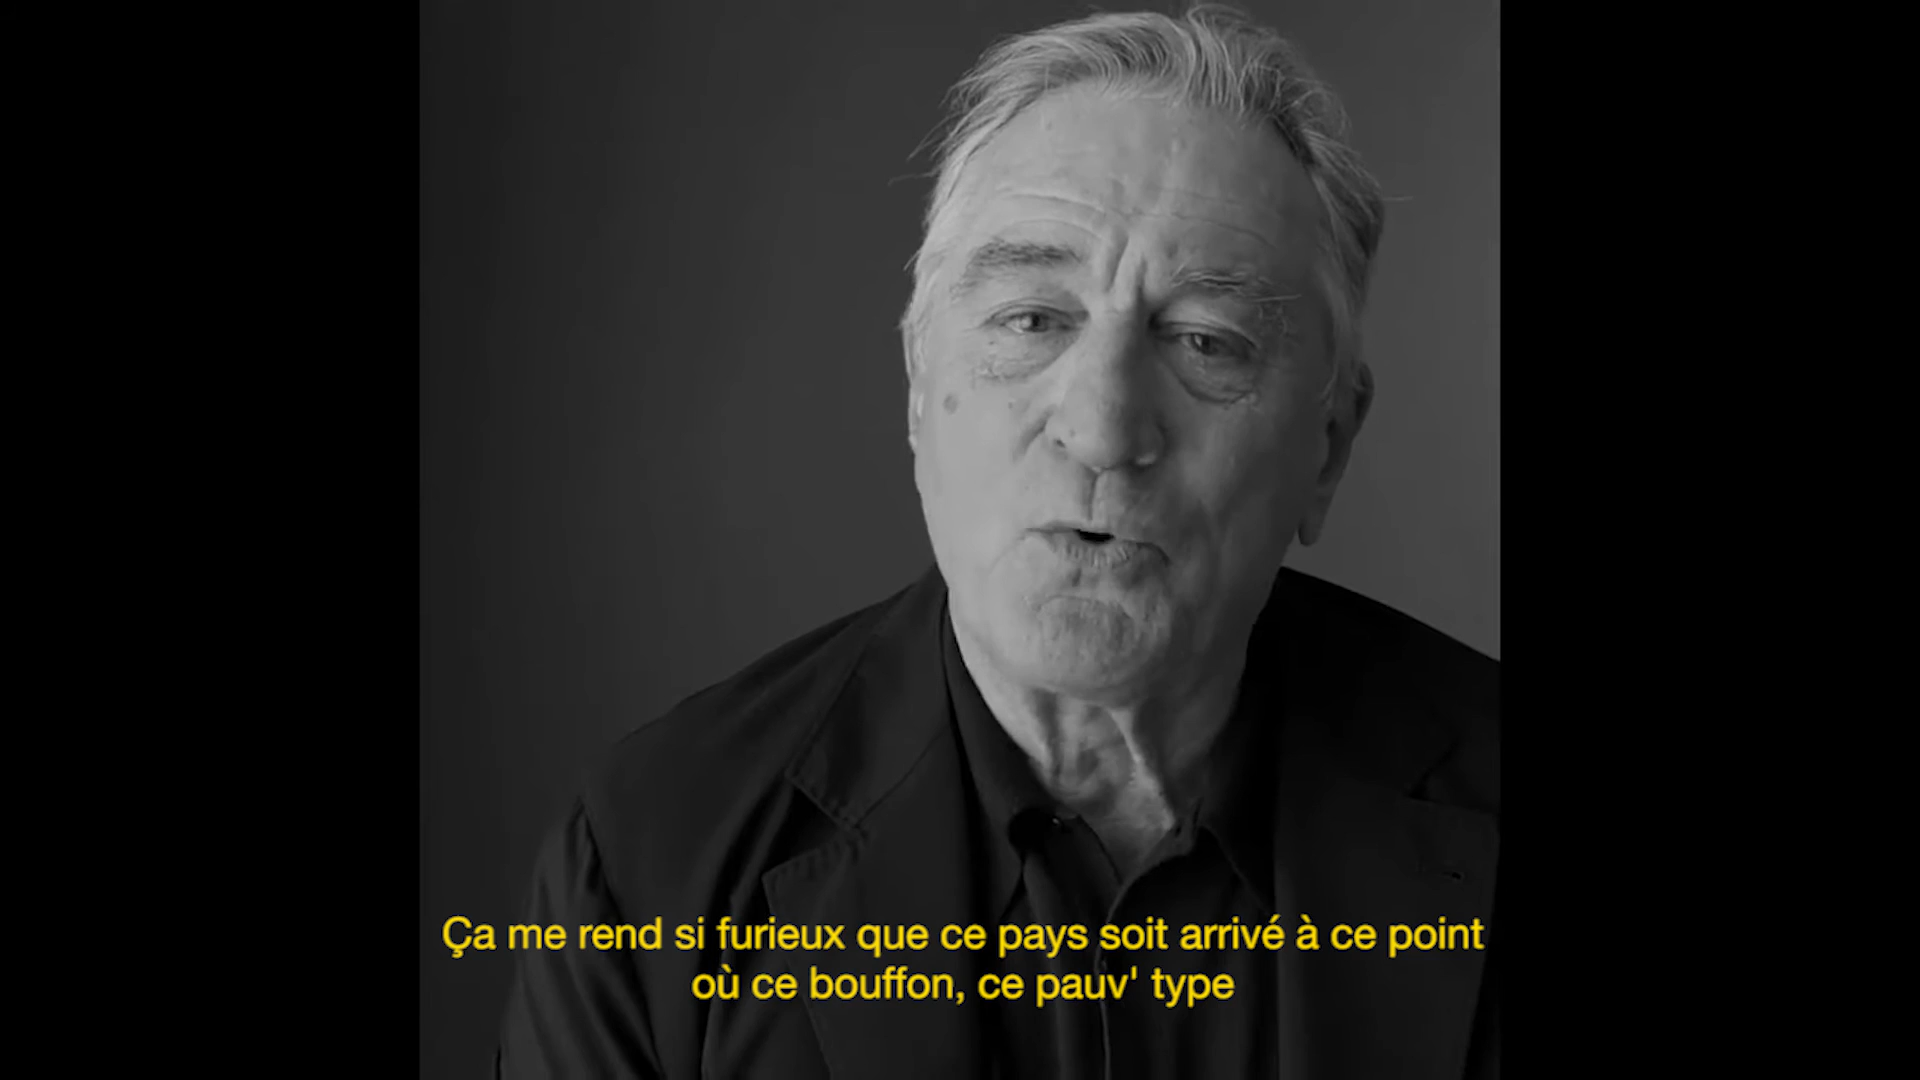 Ça me rend si furieux que ce pays soit arrivé à ce point
où ce bouffon, ce pauv' type